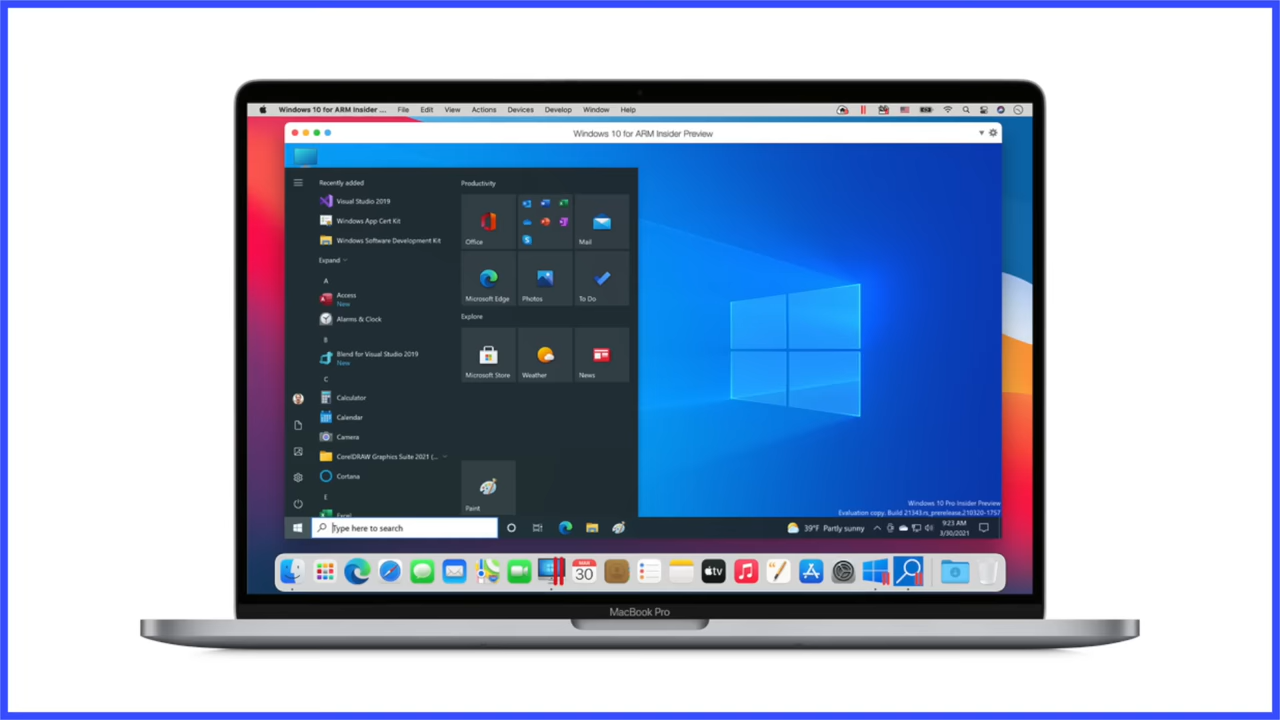 Windows 10 for ARM Insider ... File Edit View Actions Devices Develop Window Help
Windows 10 for ARM Insider Preview
Recently added
Visual Studio 2019
Windows App Cert Kit
Windows Software Development Kit
Expand
A
Access
New
Alarms & Clock
B
Blend for Visual Studio 2019
New
C
Calculator
Calendar
Camera
CorelDRAW Graphics Suite 2021 (...
Cortana
E
Excel
Productivity
Office
Mail
Microsoft Edge
Photos
To Do
Explore
Microsoft Store
Weather
News
Paint
Windows 10 Pro Insider Preview
Evaluation copy. Build 21343.rs_prerelease.210320-1757
Type here to search
39°F Partly sunny
9:23 AM
3/30/2021
MAR
30
tv
MacBook Pro